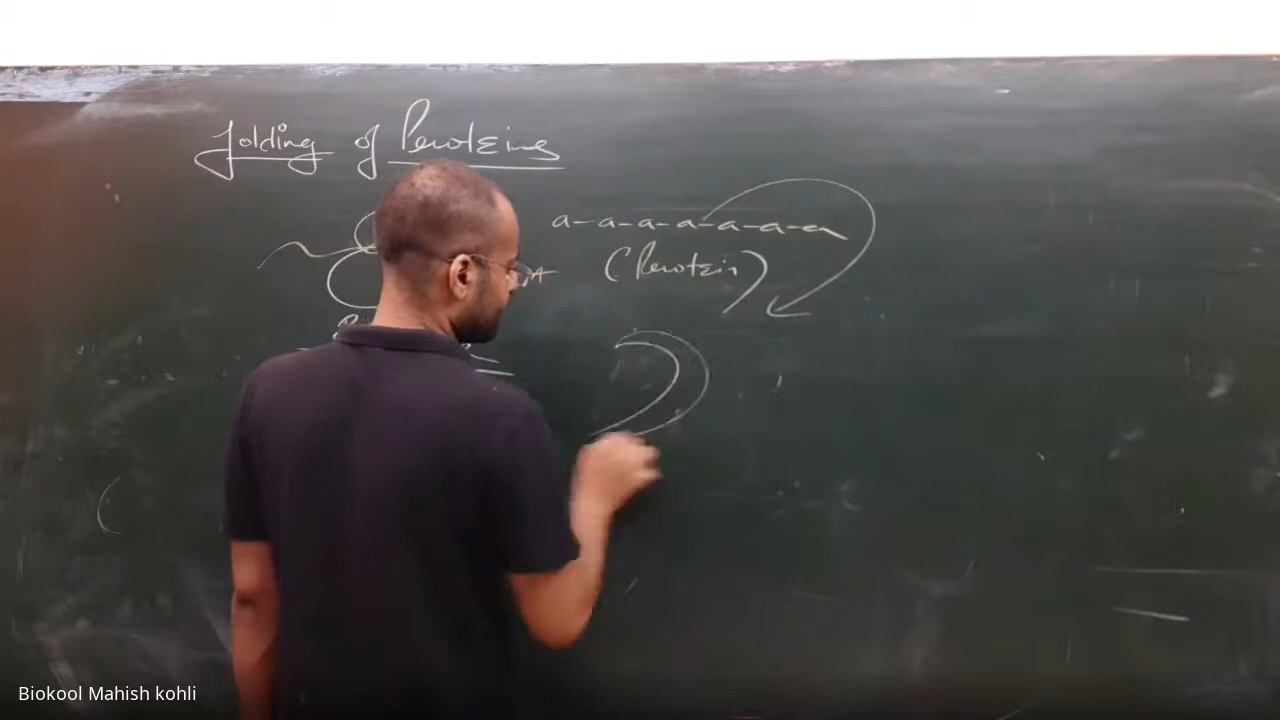 Folding of Proteins
a-a-a-a-a-a-a
(Protein)
Biokool Mahish kohli